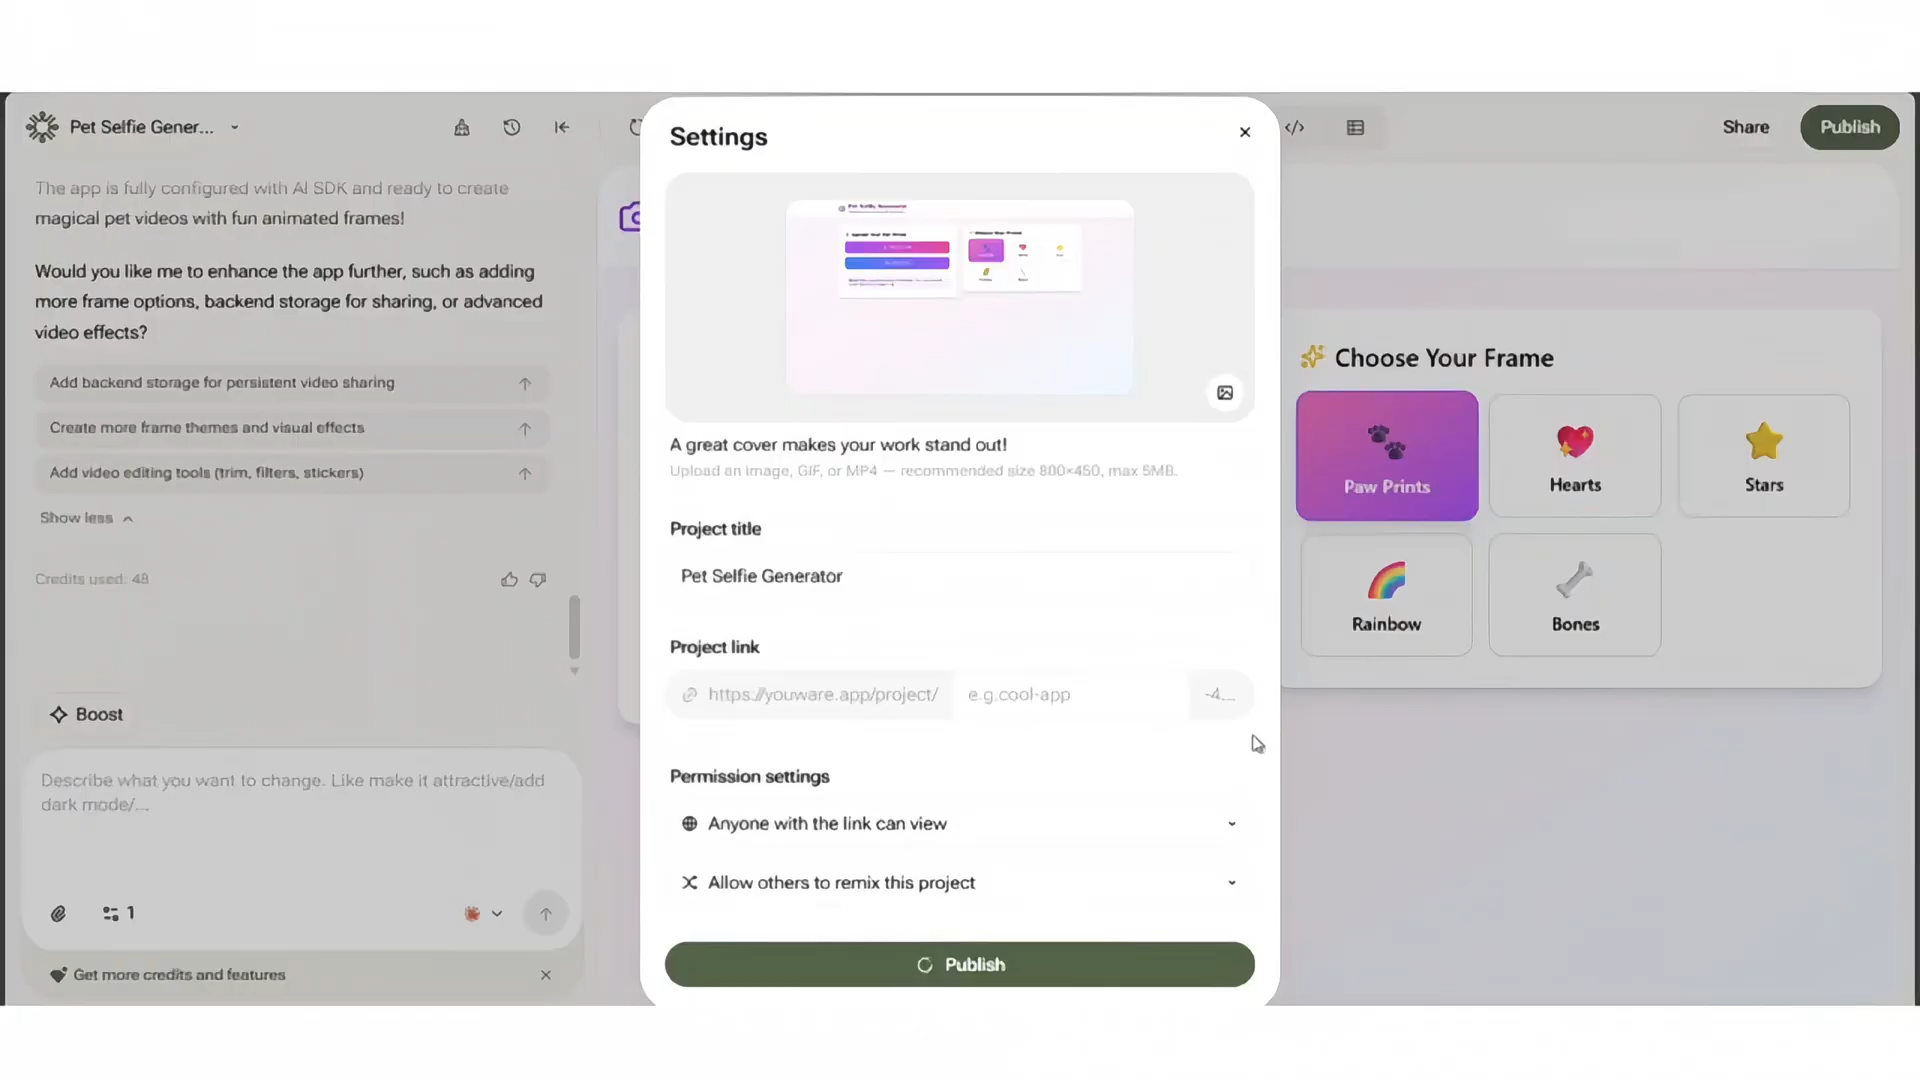 Pet Selfie Gener...
The app is fully configured with AI SDK and ready to create
magical pet videos with fun animated frames!
Would you like me to enhance the app further, such as adding
more frame options, backend storage for sharing, or advanced
video effects?
Add backend storage for persistent video sharing
Create more frame themes and visual effects
Add video editing tools (trim, filters, stickers)
Show less
Credits used: 48
Boost
Describe what you want to change. Like make it attractive/add
dark mode/...
1
Get more credits and features
Settings
Pet Selfie Generator
A great cover makes your work stand out!
Upload an image, GIF, or MP4 — recommended size 800×450, max 5MB.
Project title
Pet Selfie Generator
Project link
https://youware.app/project/
e.g.cool-app
-4...
Permission settings
Anyone with the link can view
Allow others to remix this project
Publish
Share
Publish
Choose Your Frame
Paw Prints
Hearts
Stars
Rainbow
Bones